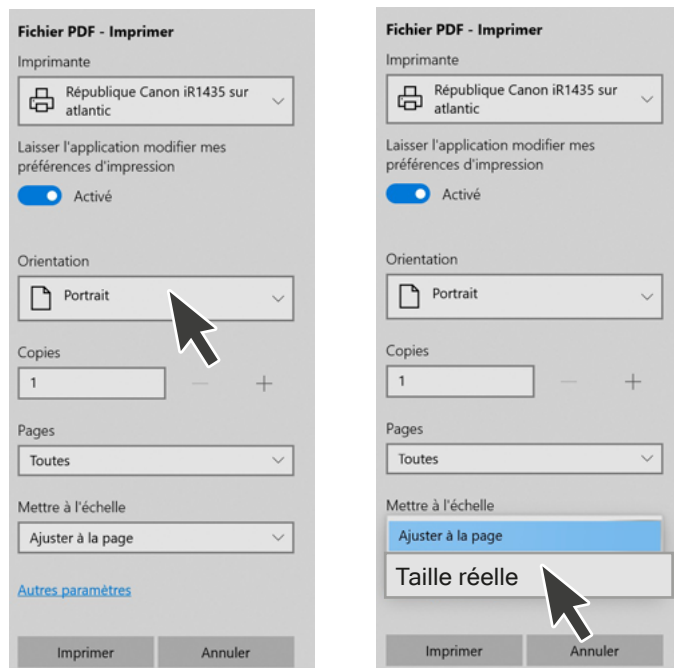 Fichier PDF - Imprimer
Imprimante
République Canon iR1435 sur
atlantic
Laisser l'application modifier mes
préférences d'impression
Activé
Orientation
Portrait
Copies
1
Pages
Toutes
Mettre à l'échelle
Ajuster à la page
Autres paramètres
Imprimer Annuler
Fichier PDF - Imprimer
Imprimante
République Canon iR1435 sur
atlantic
Laisser l'application modifier mes
préférences d'impression
Activé
Orientation
Portrait
Copies
1
Pages
Toutes
Mettre à l'échelle
Ajuster à la page
Taille réelle
Imprimer Annuler